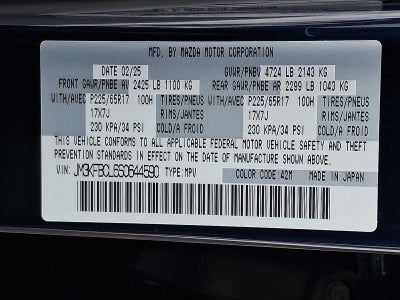 MFD. BY MAZDA MOTOR CORPORATION
DATE 02/25 GVWR/PNBV 4724 LB 2143 KG
FRONT GAWR/PNBE AV 2425 LB 1100 KG REAR GAWR/PNBE AR 2299 LB 1043 KG
WITH/AVEC P225/65R17 100H TIRES/PNEUS WITH/AVEC P225/65R17 100H TIRES/PNEUS
17X7J RIMS/JANTES 17X7J RIMS/JANTES
230 KPA/34 PSI COLD/A FROID 230 KPA/34 PSI COLD/A FROID
THIS VEHICLE CONFORMS TO ALL APPLICABLE FEDERAL MOTOR VEHICLE SAFETY AND THEFT
PREVENTION STANDARDS IN EFFECT ON THE DATE OF MANUFACTURE SHOWN ABOVE.
VIN: JM3KFBCL6S0644590 TYPE: MPV COLOR CODE: 42M MADE IN JAPAN